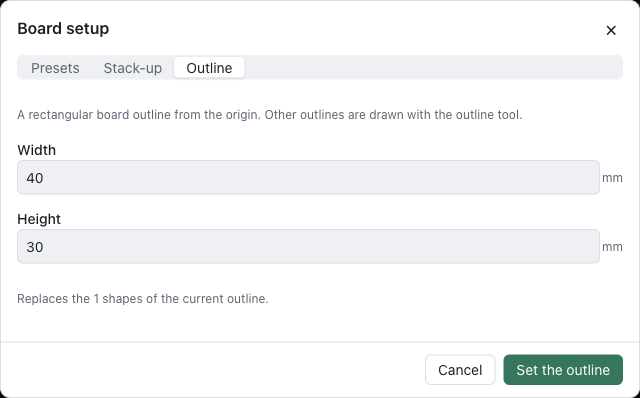 Board setup
Presets Stack-up Outline
A rectangular board outline from the origin. Other outlines are drawn with the outline tool.
Width
40 mm
Height
30 mm
Replaces the 1 shapes of the current outline.
Cancel Set the outline